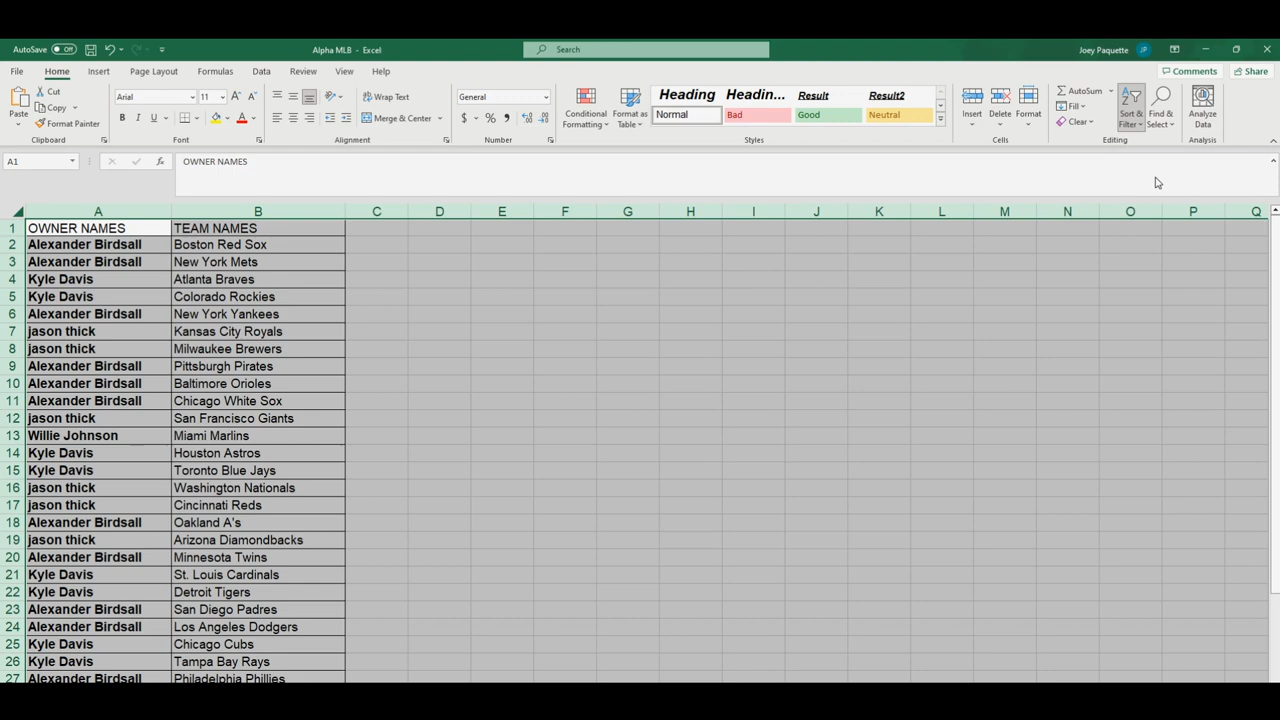 AutoSave Off Alpha MLB - Excel Search Joey Paquette JP
File Home Insert Page Layout Formulas Data Review View Help Comments Share
Paste Cut Copy Format Painter Clipboard
Arial 11 A A B I U A Font
Wrap Text Merge & Center Alignment
General $ % , Number
Conditional Formatting Format as Table
Heading Headin... Result Result2
Normal Bad Good Neutral
Styles
Insert Delete Format Cells
AutoSum Fill Clear Sort & Filter Find & Select Editing
Analyze Data Analysis
A1 fx OWNER NAMES
A B C D E F G H I J K L M N O P Q
1 OWNER NAMES TEAM NAMES
2 Alexander Birdsall Boston Red Sox
3 Alexander Birdsall New York Mets
4 Kyle Davis Atlanta Braves
5 Kyle Davis Colorado Rockies
6 Alexander Birdsall New York Yankees
7 jason thick Kansas City Royals
8 jason thick Milwaukee Brewers
9 Alexander Birdsall Pittsburgh Pirates
10 Alexander Birdsall Baltimore Orioles
11 Alexander Birdsall Chicago White Sox
12 jason thick San Francisco Giants
13 Willie Johnson Miami Marlins
14 Kyle Davis Houston Astros
15 Kyle Davis Toronto Blue Jays
16 jason thick Washington Nationals
17 jason thick Cincinnati Reds
18 Alexander Birdsall Oakland A's
19 jason thick Arizona Diamondbacks
20 Alexander Birdsall Minnesota Twins
21 Kyle Davis St. Louis Cardinals
22 Kyle Davis Detroit Tigers
23 Alexander Birdsall San Diego Padres
24 Alexander Birdsall Los Angeles Dodgers
25 Kyle Davis Chicago Cubs
26 Kyle Davis Tampa Bay Rays
27 Alexander Birdsall Philadelphia Phillies